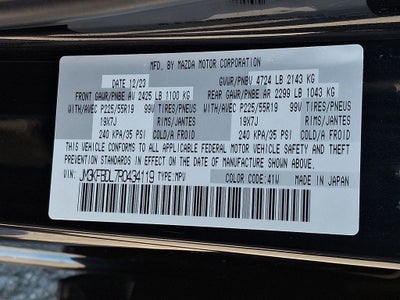 MFD. BY MAZDA MOTOR CORPORATION
DATE 12/23 GVWR/PNBV 4724 LB 2143 KG
FRONT GAWR/PNBE AV 2425 LB 1100 KG REAR GAWR/PNBE AR 2299 LB 1043 KG
WITH/AVEC P225/55R19 99V TIRES/PNEUS WITH/AVEC P225/55R19 99V TIRES/PNEUS
19X7J RIMS/JANTES 19X7J RIMS/JANTES
240 KPA/35 PSI COLD/A FROID 240 KPA/35 PSI COLD/A FROID
THIS VEHICLE CONFORMS TO ALL APPLICABLE FEDERAL MOTOR VEHICLE SAFETY AND THEFT
PREVENTION STANDARDS IN EFFECT ON THE DATE OF MANUFACTURE SHOWN ABOVE.
VIN: JM3KFBDL7R0434119 TYPE:MPV COLOR CODE:41W MADE IN JAPAN